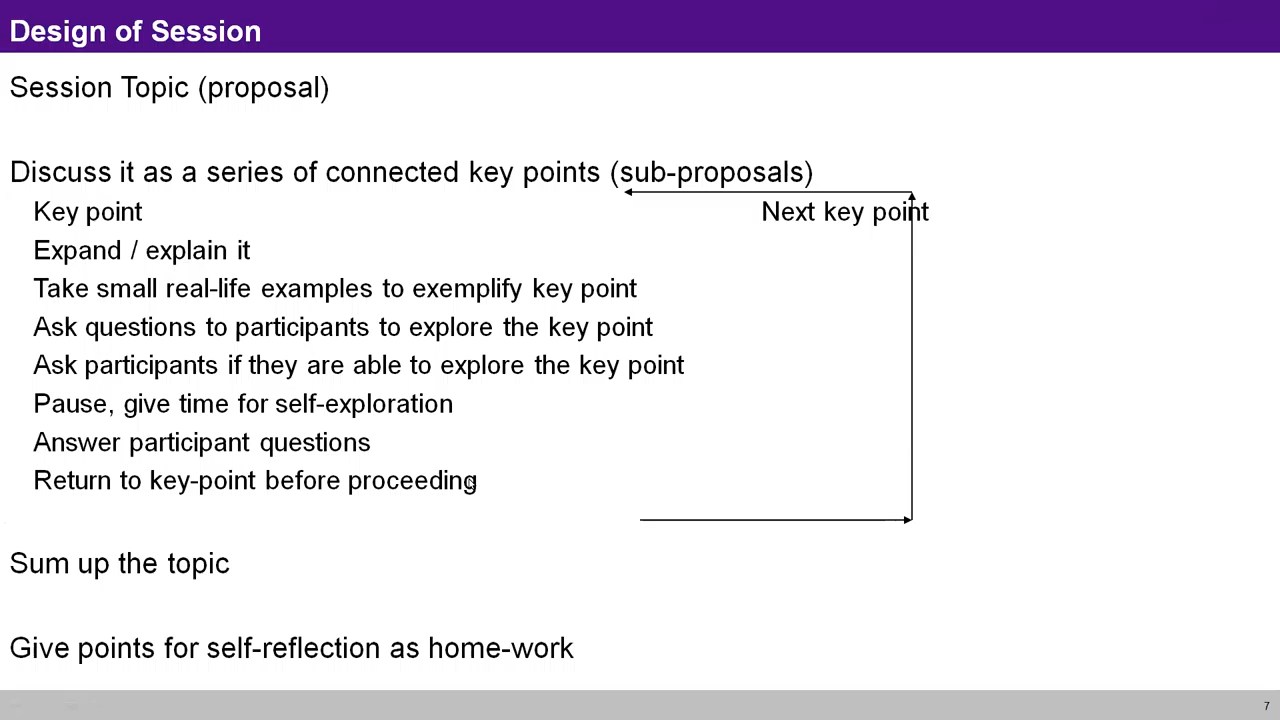 Design of Session
Session Topic (proposal)
Discuss it as a series of connected key points (sub-proposals)
Key point
Next key point
Expand / explain it
Take small real-life examples to exemplify key point
Ask questions to participants to explore the key point
Ask participants if they are able to explore the key point
Pause, give time for self-exploration
Answer participant questions
Return to key-point before proceeding
Sum up the topic
Give points for self-reflection as home-work
7